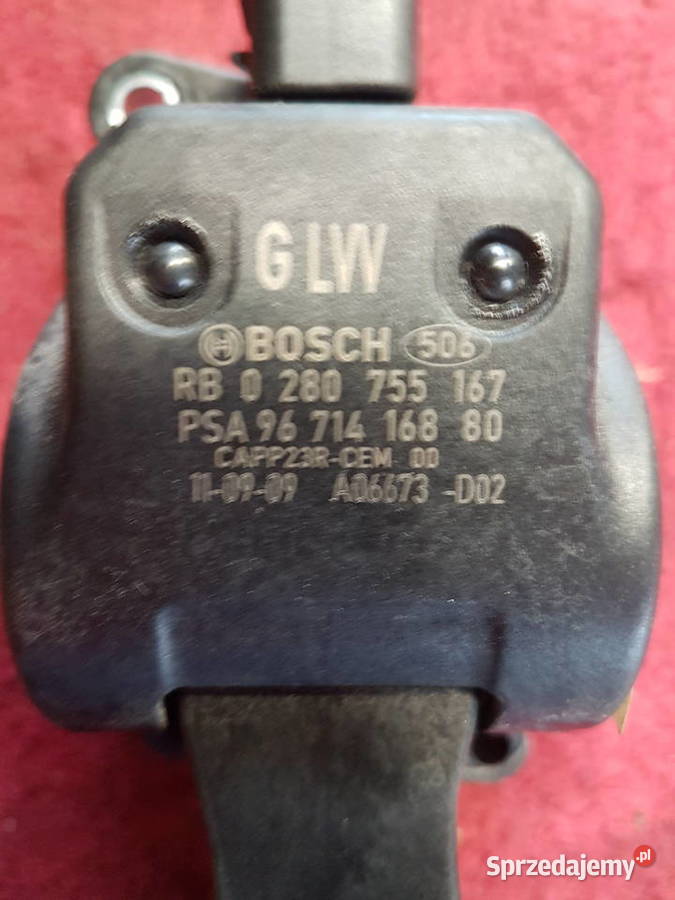 G LW
BOSCH 506
RB 0 280 755 167
PSA 96 714 168 80
CAPP23R-CEM 00
11-09-09 A06673 -D02
Sprzedajemy.pl